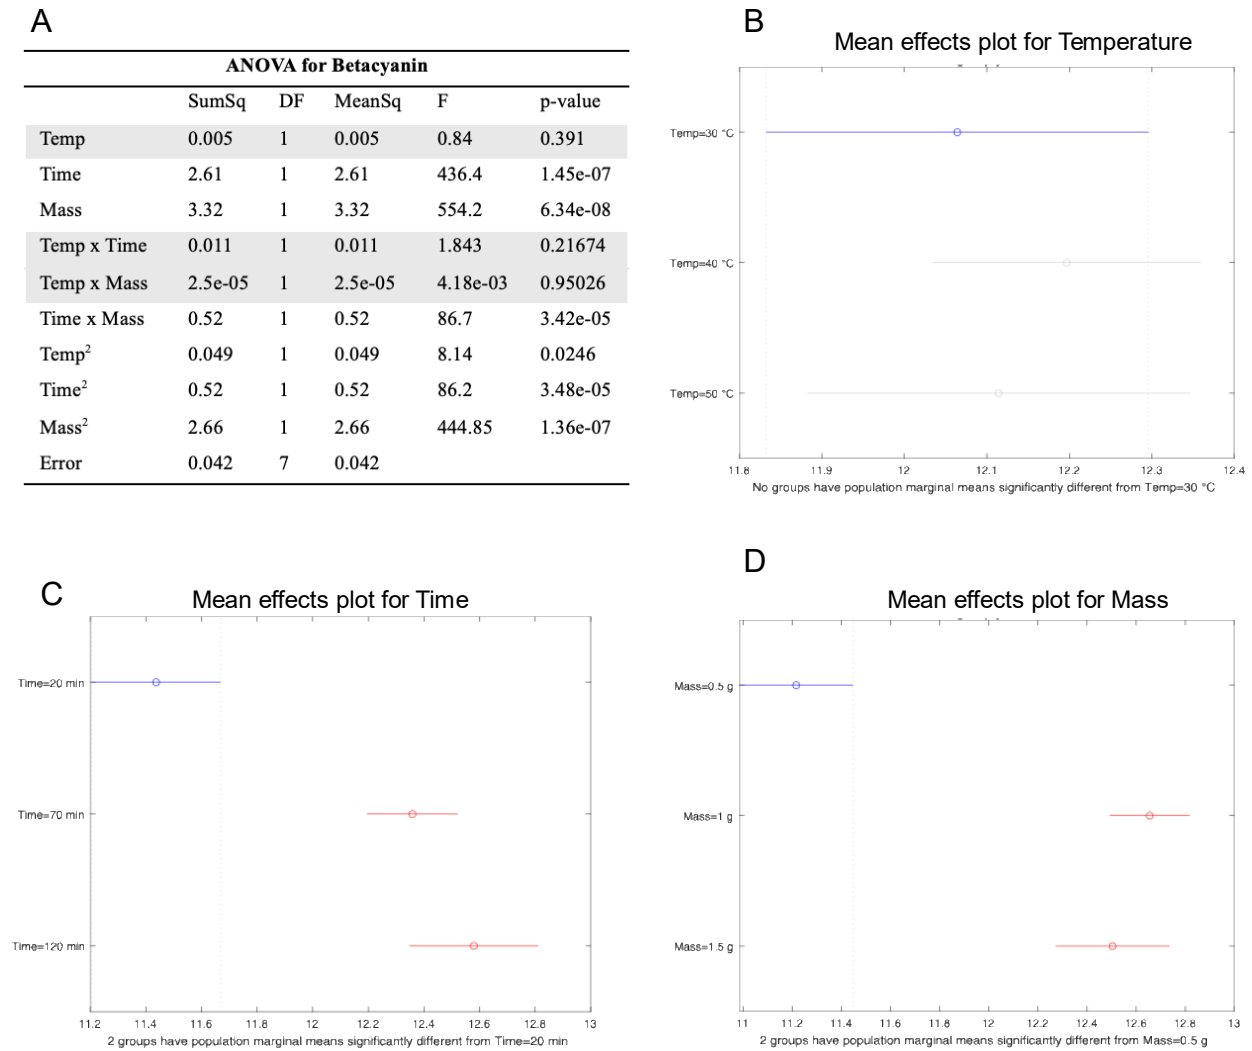 A
ANOVA for Betacyanin
SumSq DF MeanSq F p-value
Temp 0.005 1 0.005 0.84 0.391
Time 2.61 1 2.61 436.4 1.45e-07
Mass 3.32 1 3.32 554.2 6.34e-08
Temp x Time 0.011 1 0.011 1.843 0.21674
Temp x Mass 2.5e-05 1 2.5e-05 4.18e-03 0.95026
Time x Mass 0.52 1 0.52 86.7 3.42e-05
Temp² 0.049 1 0.049 8.14 0.0246
Time² 0.52 1 0.52 86.2 3.48e-05
Mass² 2.66 1 2.66 444.85 1.36e-07
Error 0.042 7 0.042
B
Mean effects plot for Temperature
Temp=30 °C
Temp=40 °C
Temp=50 °C
11.8 11.9 12 12.1 12.2 12.3 12.4
No groups have population marginal means significantly different from Temp=30 °C
C
Mean effects plot for Time
Time=20 min
Time=70 min
Time=120 min
11.2 11.4 11.6 11.8 12 12.2 12.4 12.6 12.8 13
2 groups have population marginal means significantly different from Time=20 min
D
Mean effects plot for Mass
Mass=0.5 g
Mass=1 g
Mass=1.5 g
11 11.2 11.4 11.6 11.8 12 12.2 12.4 12.6 12.8 13
2 groups have population marginal means significantly different from Mass=0.5 g